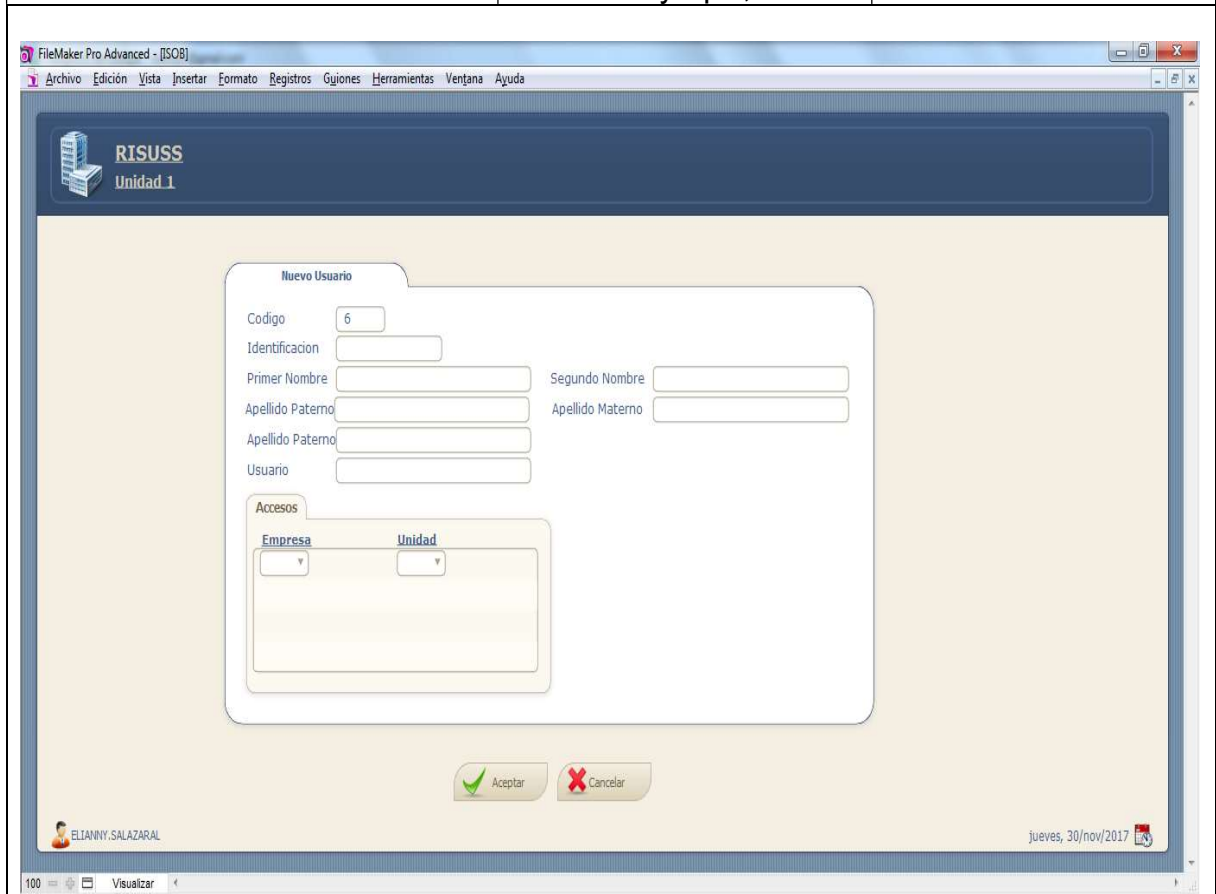 FileMaker Pro Advanced - [ISOB]
Archivo Edición Vista Insertar Formato Registros Guiones Herramientas Ventana Ayuda
RISUSS
Unidad 1
Nuevo Usuario
Codigo 6
Identificacion
Primer Nombre Segundo Nombre
Apellido Paterno Apellido Materno
Apellido Paterno
Usuario
Accesos
Empresa Unidad
Aceptar Cancelar
ELIANNY.SALAZARAL jueves, 30/nov/2017
100 Visualizar